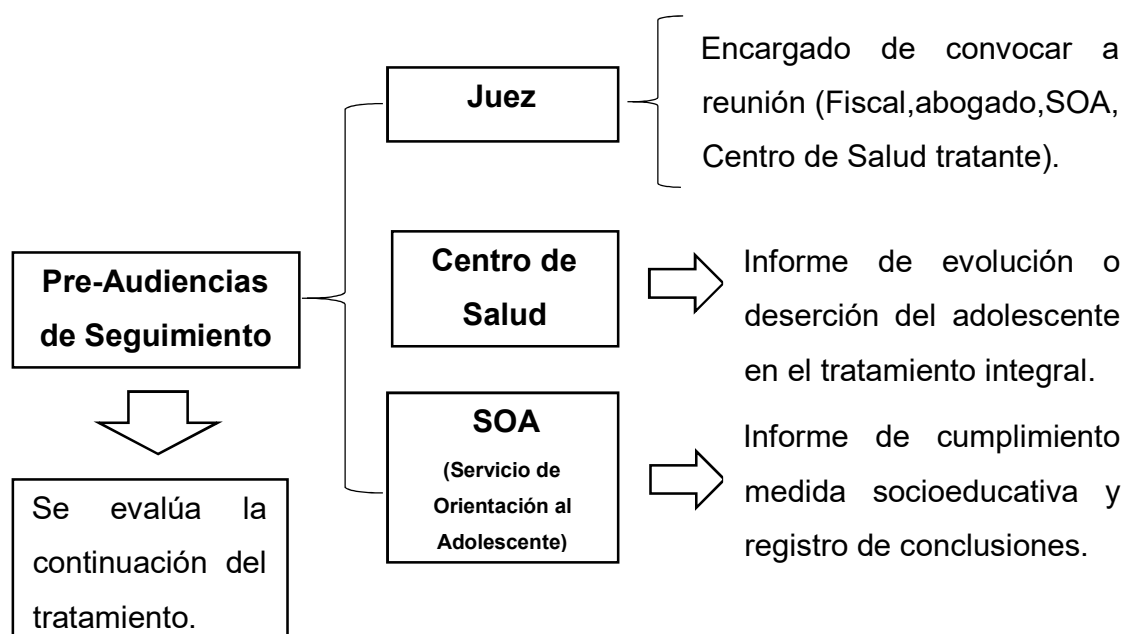 Juez
Encargado de convocar a
reunión (Fiscal,abogado,SOA,
Centro de Salud tratante).
Pre-Audiencias
de Seguimiento
Centro de
Salud
Informe de evolución o
deserción del adolescente
en el tratamiento integral.
SOA
(Servicio de
Orientación al
Adolescente)
Informe de cumplimiento
medida socioeducativa y
registro de conclusiones.
Se evalúa la
continuación del
tratamiento.